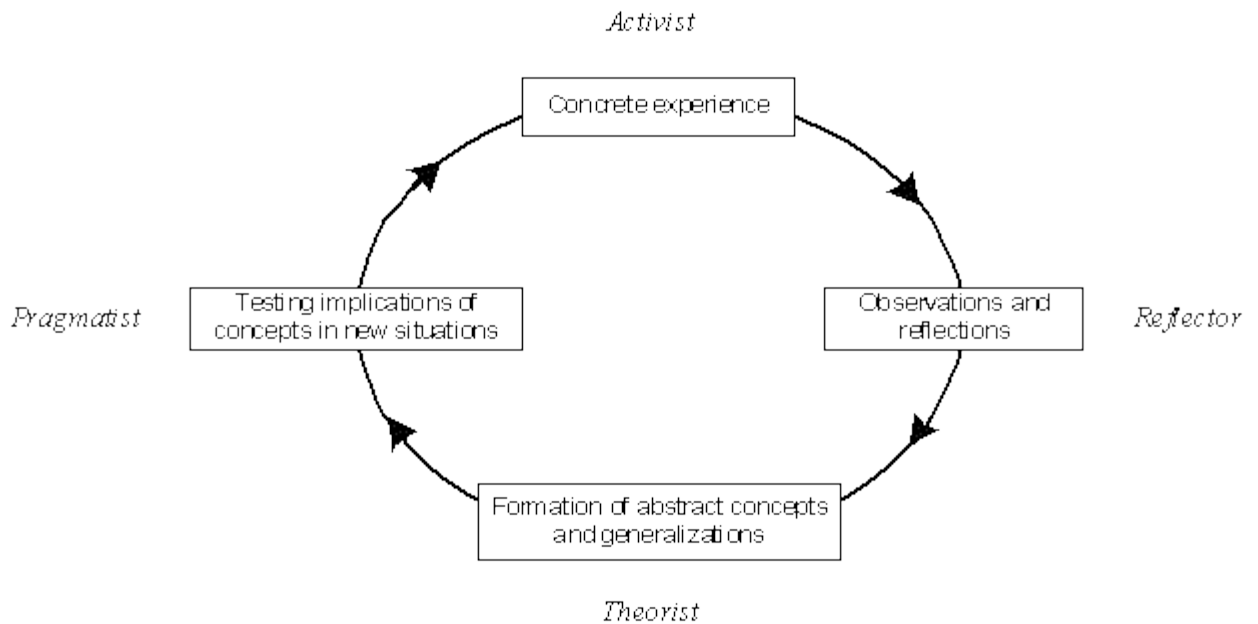 Activist
Concrete experience
Pragmatist
Testing implications of
concepts in new situations
Observations and
reflections
Reflector
Formation of abstract concepts
and generalizations
Theorist